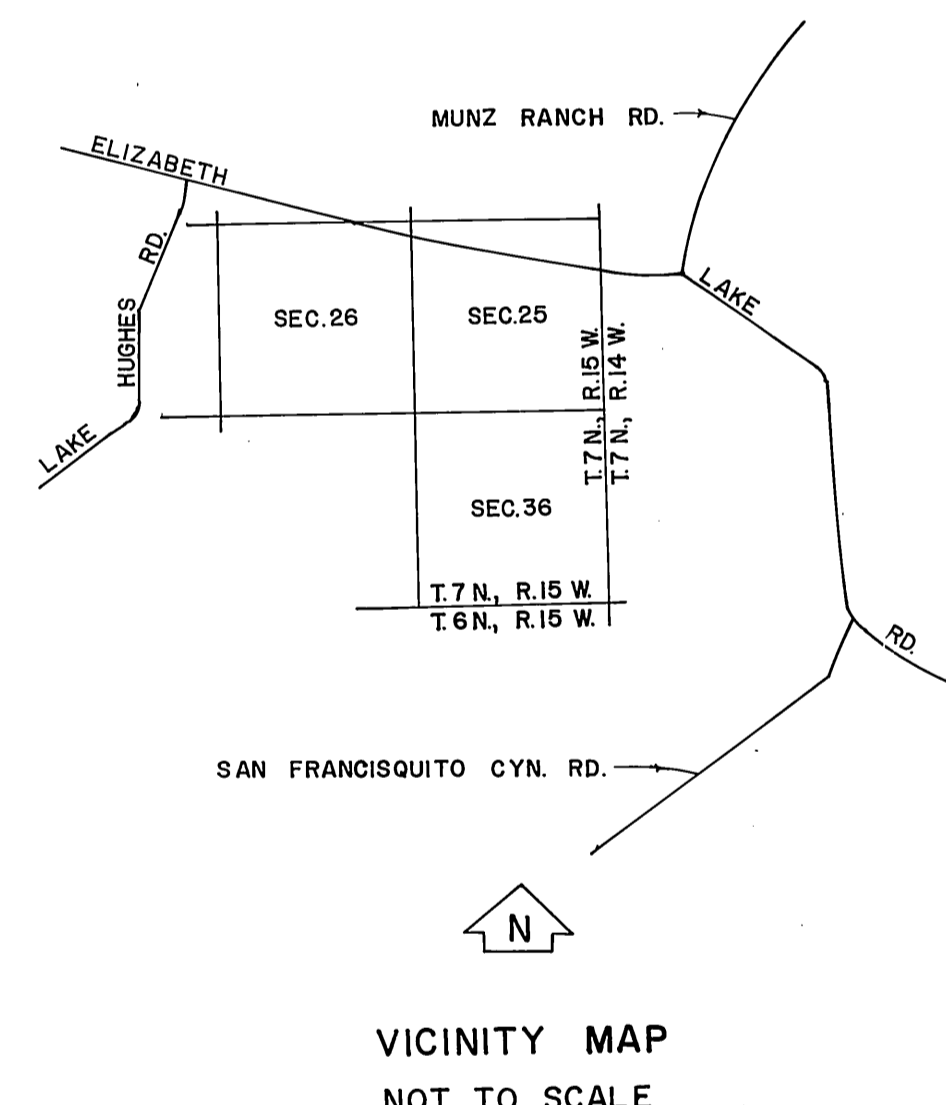 MUNZ RANCH RD.
ELIZABETH
LAKE
RD.
LAKE
HUGHES
RD.
SEC.26
SEC.25
T.7 N., R.15 W.
T.7 N., R.14 W.
SEC.36
T.7 N., R.15 W.
T.6 N., R.15 W.
SAN FRANCISQUITO CYN. RD.
N
VICINITY MAP
NOT TO SCALE